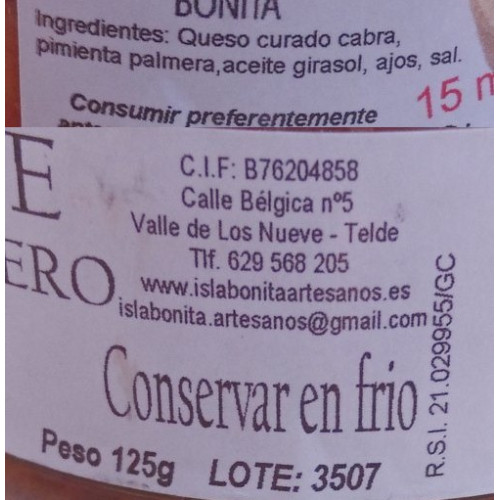 BONITA
Ingredientes: Queso curado cabra,
pimienta palmera,aceite girasol, ajos, sal.
Consumir preferentemente
15
E
ERO
C.I.F: B76204858
Calle Bélgica nº5
Valle de Los Nueve - Telde
Tlf. 629 568 205
www.islabonitaartesanos.es
islabonita.artesanos@gmail.com
R.S.I. 21.029955/GC
Conservar en frio
Peso 125g LOTE: 3507